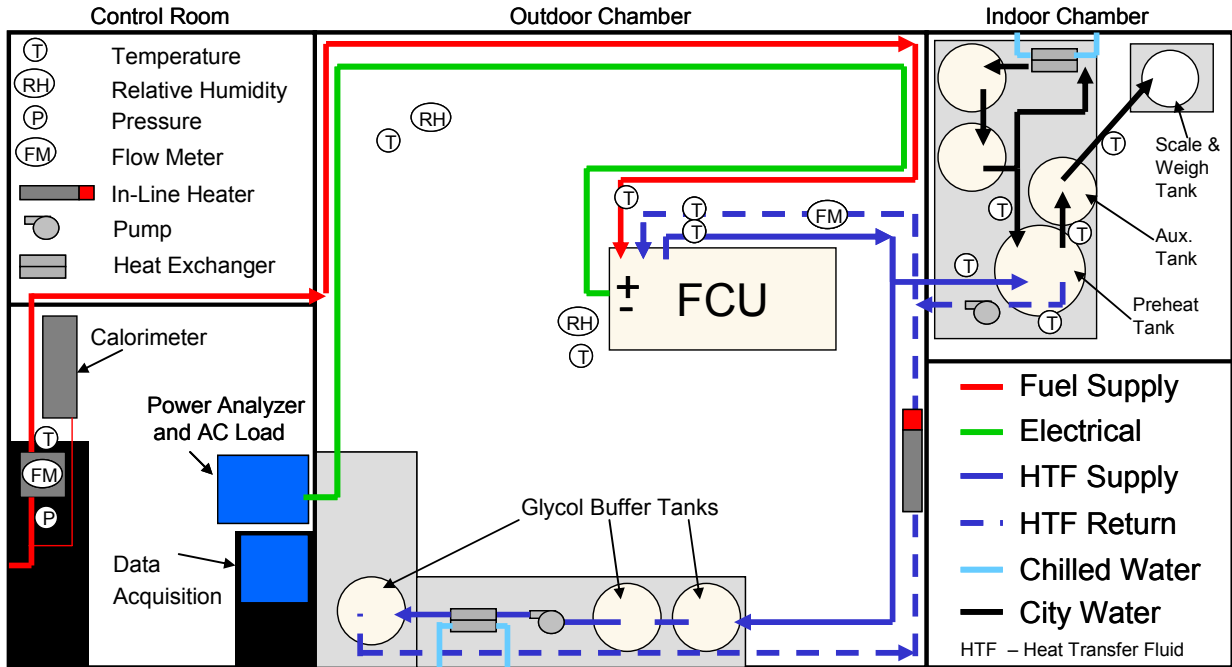 Control Room
Outdoor Chamber
Indoor Chamber
T
Temperature
RH
Relative Humidity
P
Pressure
FM
Flow Meter
In-Line Heater
Pump
Heat Exchanger
Calorimeter
T
FM
P
Power Analyzer
and AC Load
Data
Acquisition
RH
T
T
T
T
FM
+
-
FCU
RH
T
Glycol Buffer Tanks
T
Scale &
Weigh
Tank
T
T
Aux.
Tank
T
Preheat
Tank
T
Fuel Supply
Electrical
HTF Supply
HTF Return
Chilled Water
City Water
HTF – Heat Transfer Fluid